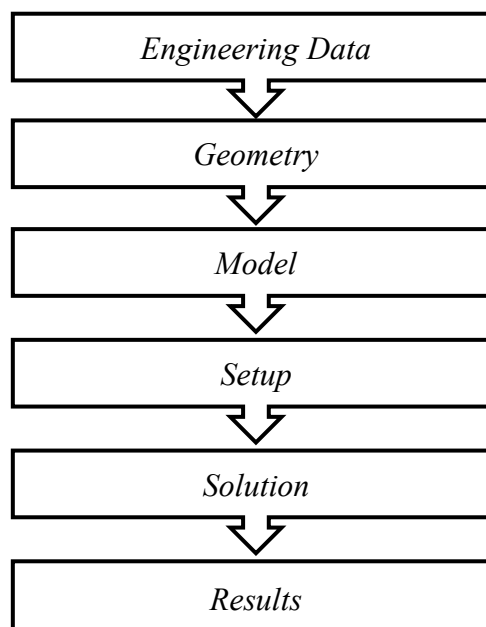 Engineering Data
Geometry
Model
Setup
Solution
Results